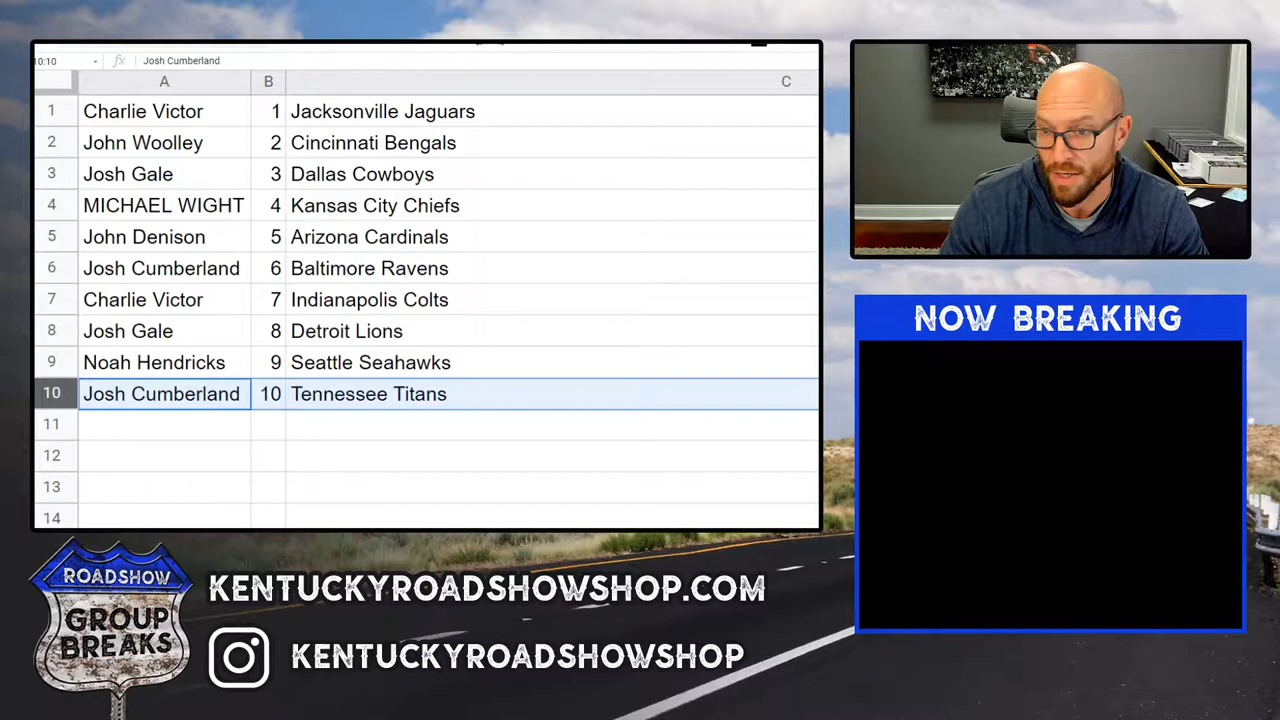 10:10 fx Josh Cumberland
A B C
1 Charlie Victor 1 Jacksonville Jaguars
2 John Woolley 2 Cincinnati Bengals
3 Josh Gale 3 Dallas Cowboys
4 MICHAEL WIGHT 4 Kansas City Chiefs
5 John Denison 5 Arizona Cardinals
6 Josh Cumberland 6 Baltimore Ravens
7 Charlie Victor 7 Indianapolis Colts
8 Josh Gale 8 Detroit Lions
9 Noah Hendricks 9 Seattle Seahawks
10 Josh Cumberland 10 Tennessee Titans
11
12
13
14
NOW BREAKING
ROADSHOW
GROUP
BREAKS
KENTUCKYROADSHOWSHOP.COM
KENTUCKYROADSHOWSHOP